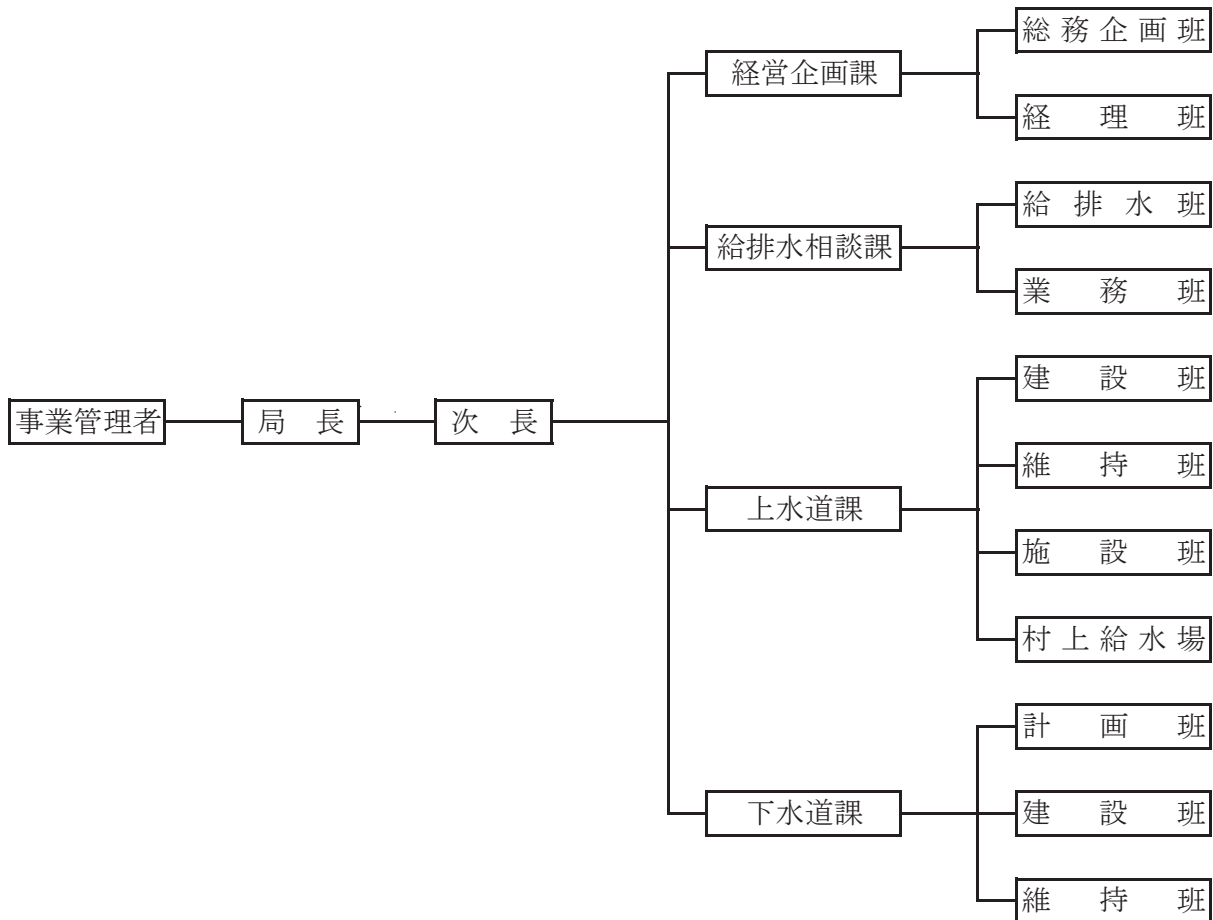 総務企画班
経営企画課
経理班
給排水班
給排水相談課
業務班
建設班
事業管理者 局長 次長
維持班
上水道課
施設班
村上給水場
計画班
下水道課 建設班
維持班